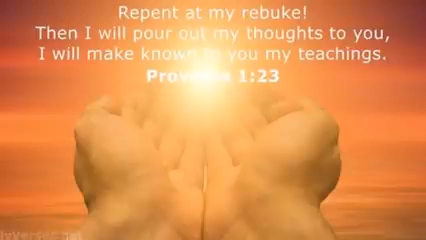 Repent at my rebuke!
Then I will pour out my thoughts to you,
I will make known to you my teachings.
Proverbs 1:23